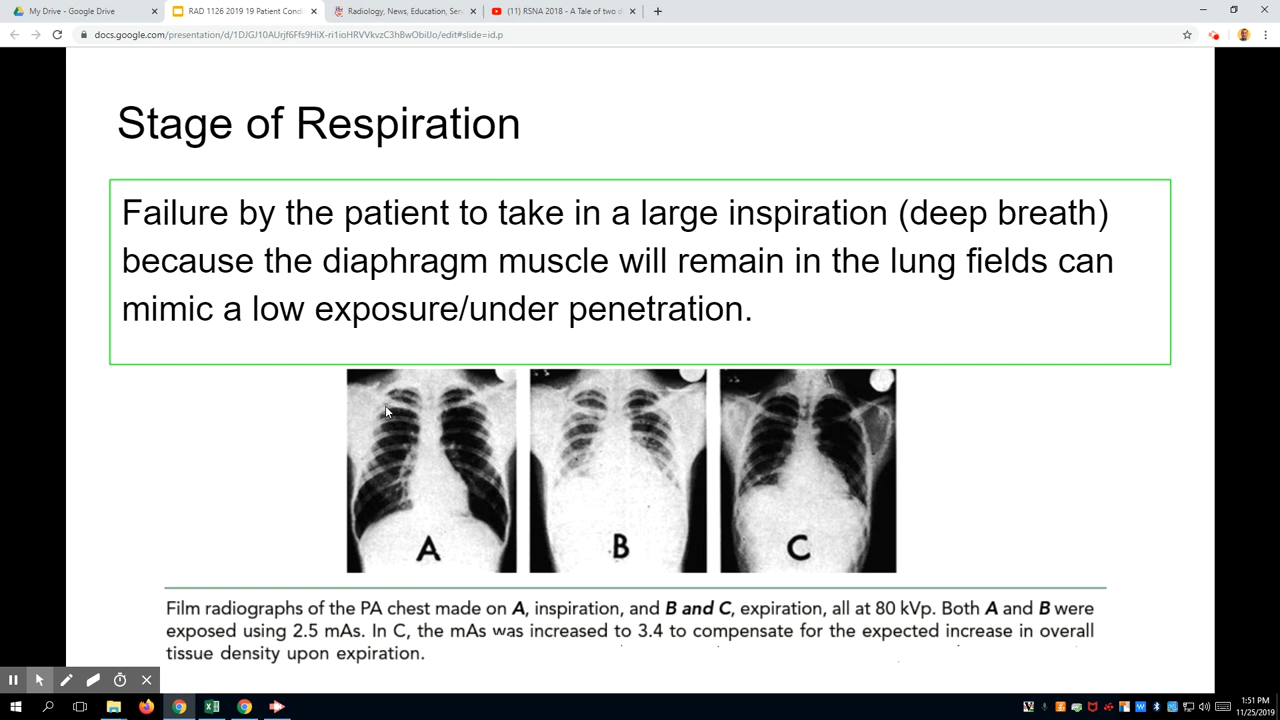 My Drive - Google Drive
RAD 1126 2019 19 Patient Cond
Radiology, News, Education, Ser
(11) RSNA 2018 - A Tale of two d
docs.google.com/presentation/d/1DJGJ10AUrjf6Ffs9HiX-ri1ioHRVVkvzC3hBwObiIJo/edit#slide=id.p
Stage of Respiration
Failure by the patient to take in a large inspiration (deep breath)
because the diaphragm muscle will remain in the lung fields can
mimic a low exposure/under penetration.
A
B
C
Film radiographs of the PA chest made on A, inspiration, and B and C, expiration, all at 80 kVp. Both A and B were
exposed using 2.5 mAs. In C, the mAs was increased to 3.4 to compensate for the expected increase in overall
tissue density upon expiration.
1:51 PM
11/25/2019